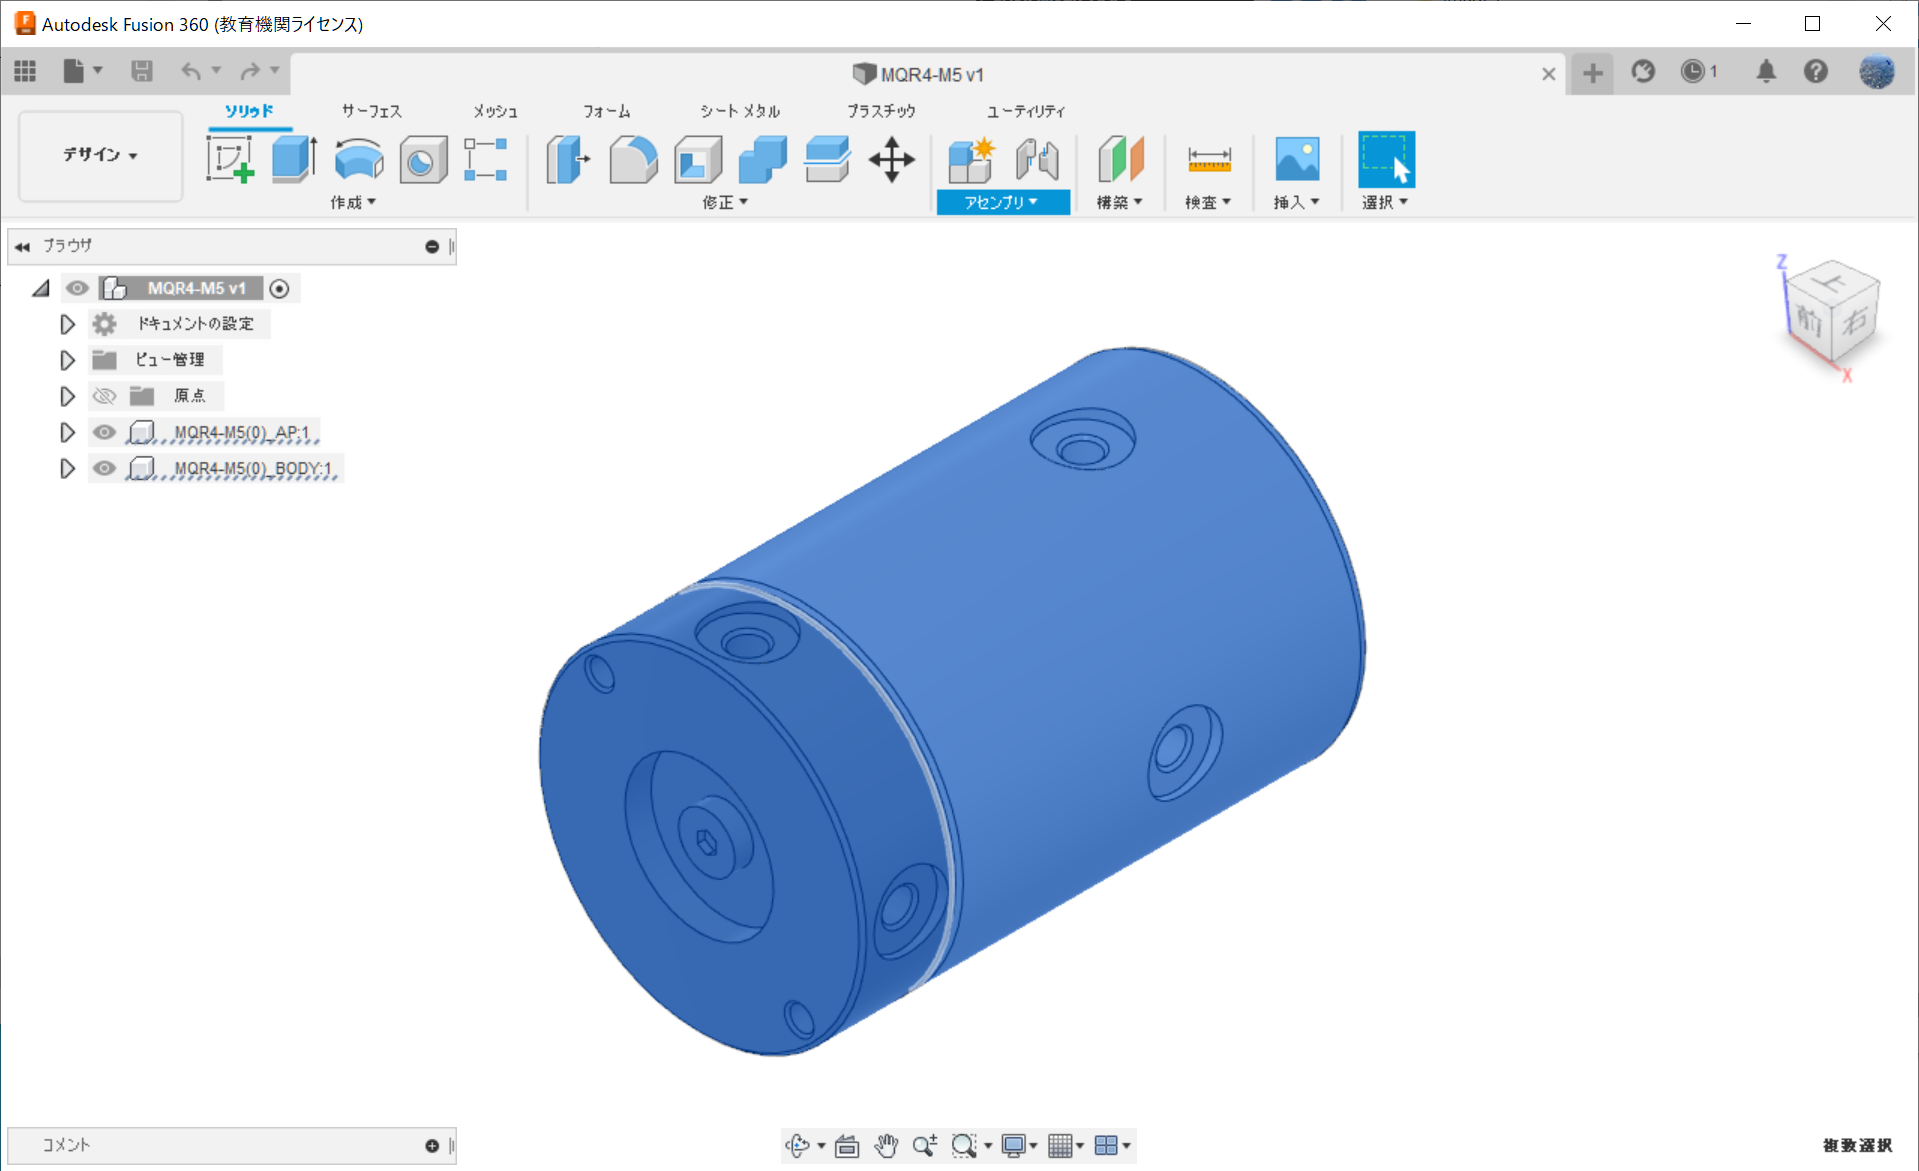 Autodesk Fusion 360 (教育機関ライセンス)
MQR4-M5 v1
1
ソリッド サーフェス メッシュ フォーム シート メタル プラスチック ユーティリティ
デザイン
作成 修正 アセンブリ 構築 検査 挿入 選択
ブラウザ
MQR4-M5 v1
ドキュメントの設定
ビュー管理
原点
MQR4-M5(0)_AP:1
MQR4-M5(0)_BODY:1
Z
上
前 右
X
コメント
複数選択